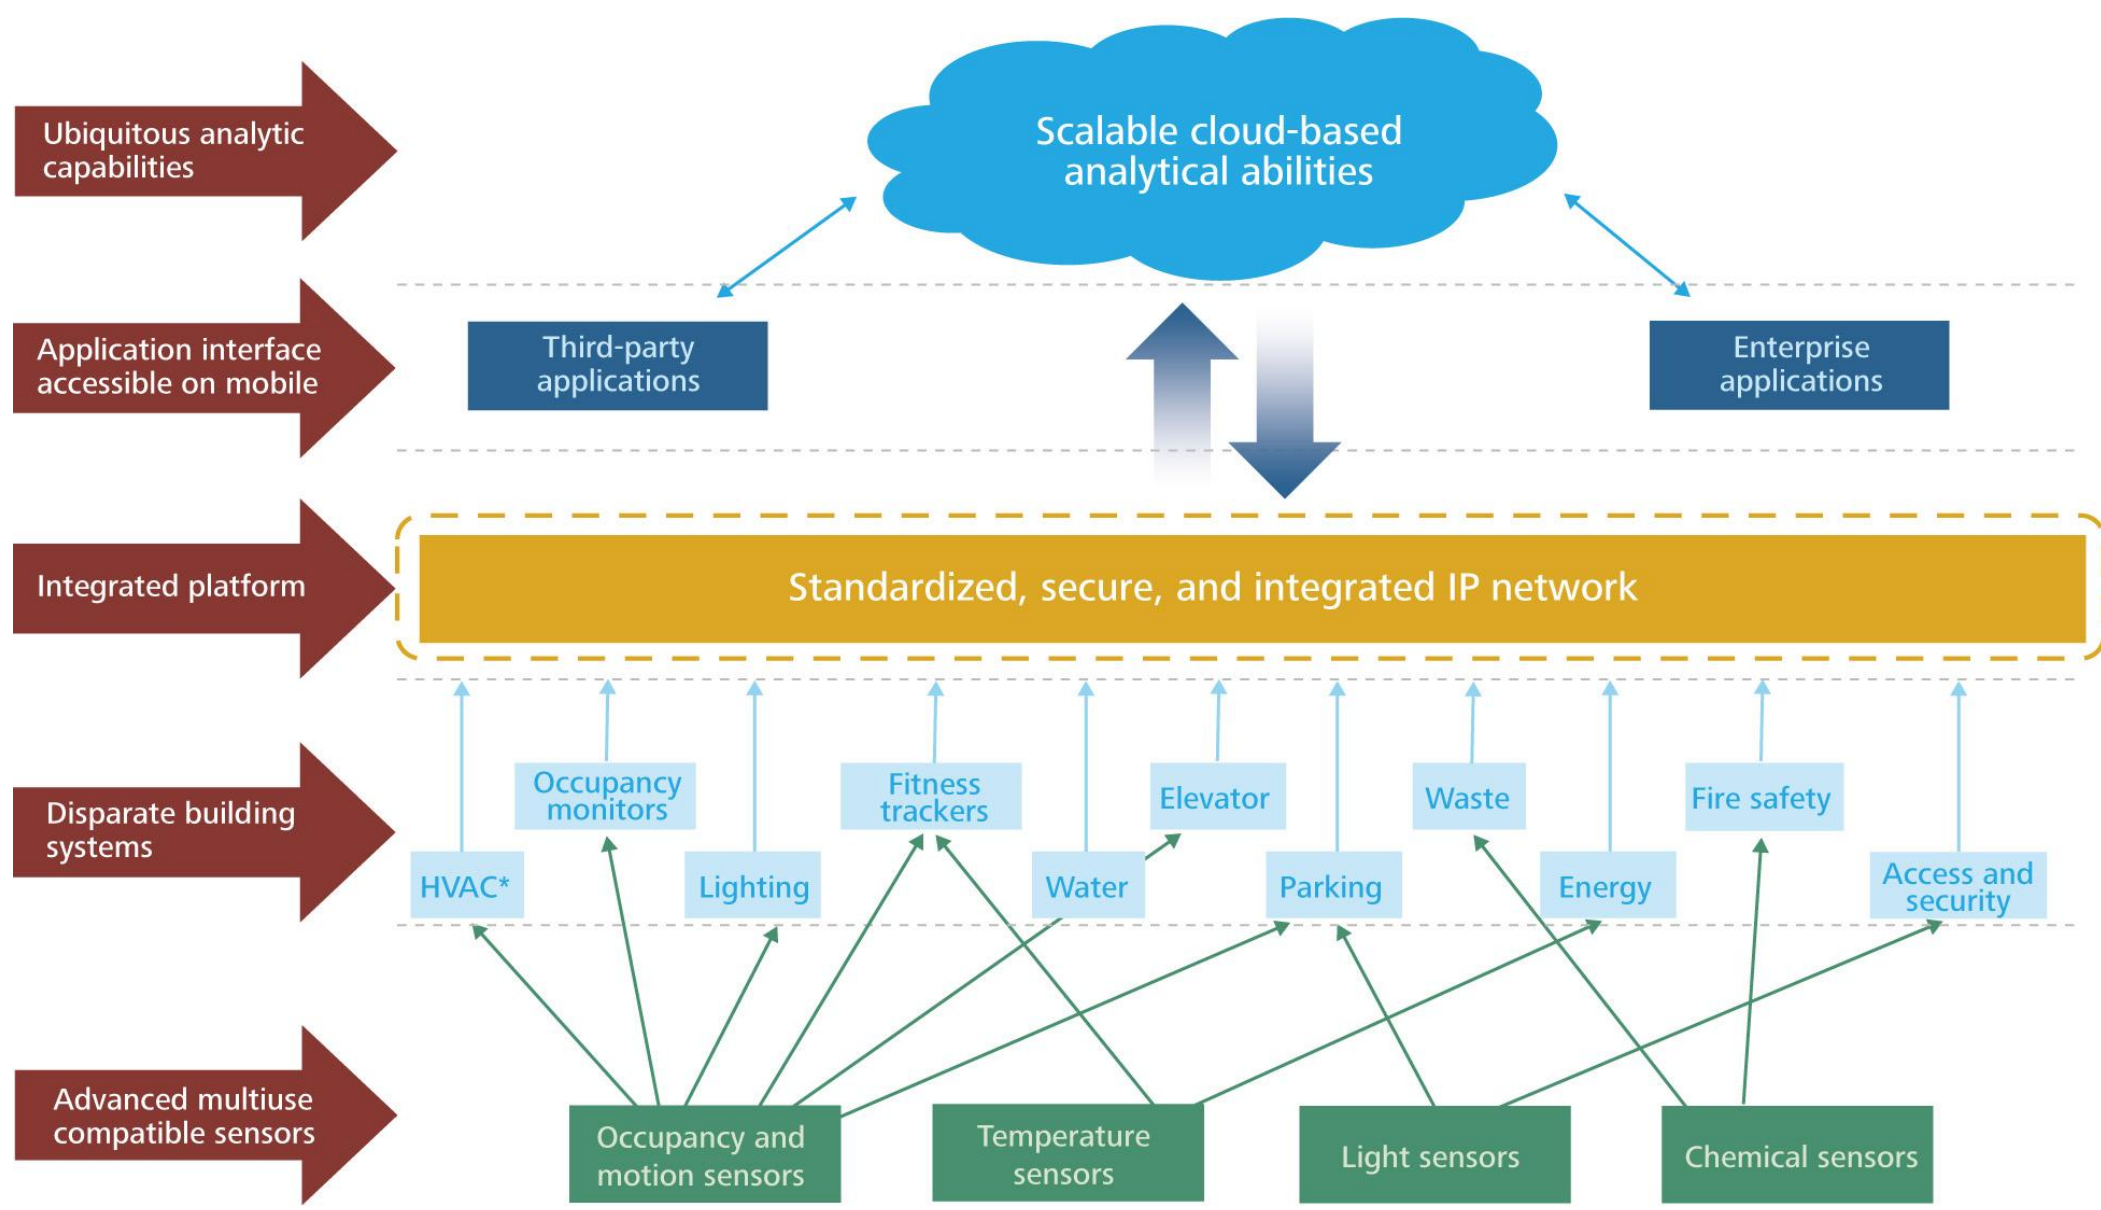 Ubiquitous analytic
capabilities
Scalable cloud-based
analytical abilities
Application interface
accessible on mobile
Third-party
applications
Enterprise
applications
Integrated platform
Standardized, secure, and integrated IP network
Disparate building
systems
Occupancy
monitors
Fitness
trackers
Elevator
Waste
Fire safety
HVAC*
Lighting
Water
Parking
Energy
Access and
security
Advanced multiuse
compatible sensors
Occupancy and
motion sensors
Temperature
sensors
Light sensors
Chemical sensors